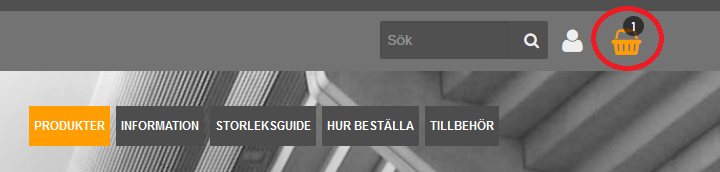 Sök
1
PRODUKTER INFORMATION STORLEKSGUIDE HUR BESTÄLLA TILLBEHÖR